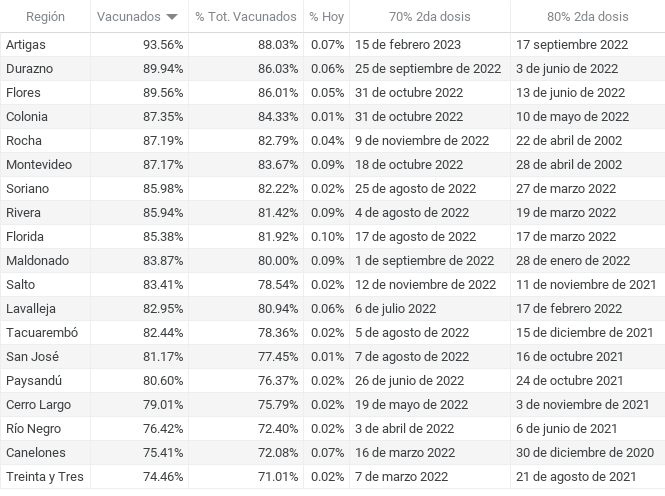 Región Vacunados % Tot. Vacunados % Hoy 70% 2da dosis 80% 2da dosis
Artigas 93.56% 88.03% 0.07% 15 de febrero 2023 17 septiembre 2022
Durazno 89.94% 86.03% 0.06% 25 de septiembre de 2022 3 de junio de 2022
Flores 89.56% 86.01% 0.05% 31 de octubre 2022 13 de junio de 2022
Colonia 87.35% 84.33% 0.01% 31 de octubre 2022 10 de mayo de 2022
Rocha 87.19% 82.79% 0.04% 9 de noviembre de 2022 22 de abril de 2002
Montevideo 87.17% 83.67% 0.09% 18 de octubre 2022 28 de abril de 2002
Soriano 85.98% 82.22% 0.02% 25 de agosto de 2022 27 de marzo 2022
Rivera 85.94% 81.42% 0.09% 4 de agosto de 2022 19 de marzo 2022
Florida 85.38% 81.92% 0.10% 17 de agosto de 2022 17 de marzo 2022
Maldonado 83.87% 80.00% 0.09% 1 de septiembre de 2022 28 de enero de 2022
Salto 83.41% 78.54% 0.02% 12 de noviembre de 2022 11 de noviembre de 2021
Lavalleja 82.95% 80.94% 0.06% 6 de julio 2022 17 de febrero de 2022
Tacuarembó 82.44% 78.36% 0.02% 5 de agosto de 2022 15 de diciembre de 2021
San José 81.17% 77.45% 0.01% 7 de agosto de 2022 16 de octubre 2021
Paysandú 80.60% 76.37% 0.02% 26 de junio de 2022 24 de octubre 2021
Cerro Largo 79.01% 75.79% 0.02% 19 de mayo de 2022 3 de noviembre de 2021
Río Negro 76.42% 72.40% 0.02% 3 de abril de 2022 6 de junio de 2021
Canelones 75.41% 72.08% 0.07% 16 de marzo 2022 30 de diciembre de 2020
Treinta y Tres 74.46% 71.01% 0.02% 7 de marzo de 2022 21 de agosto de 2021